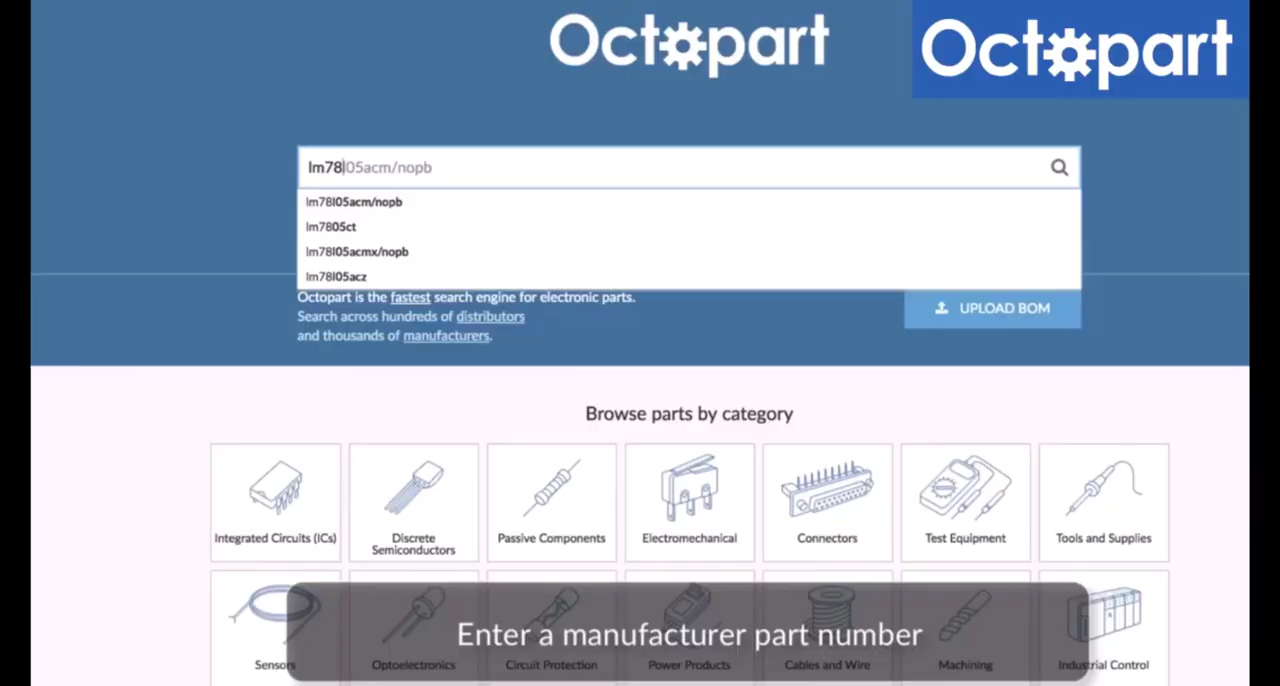 Octopart
Octopart
lm78l05acm/nopb
lm78l05acm/nopb
lm7805ct
lm78l05acmx/nopb
lm78l05acz
Octopart is the fastest search engine for electronic parts.
Search across hundreds of distributors
and thousands of manufacturers.
UPLOAD BOM
Browse parts by category
Integrated Circuits (ICs)
Discrete
Semiconductors
Passive Components
Electromechanical
Connectors
Test Equipment
Tools and Supplies
Enter a manufacturer part number
Sensors
Optoelectronics
Circuit Protection
Power Products
Cables and Wire
Machining
Industrial Control